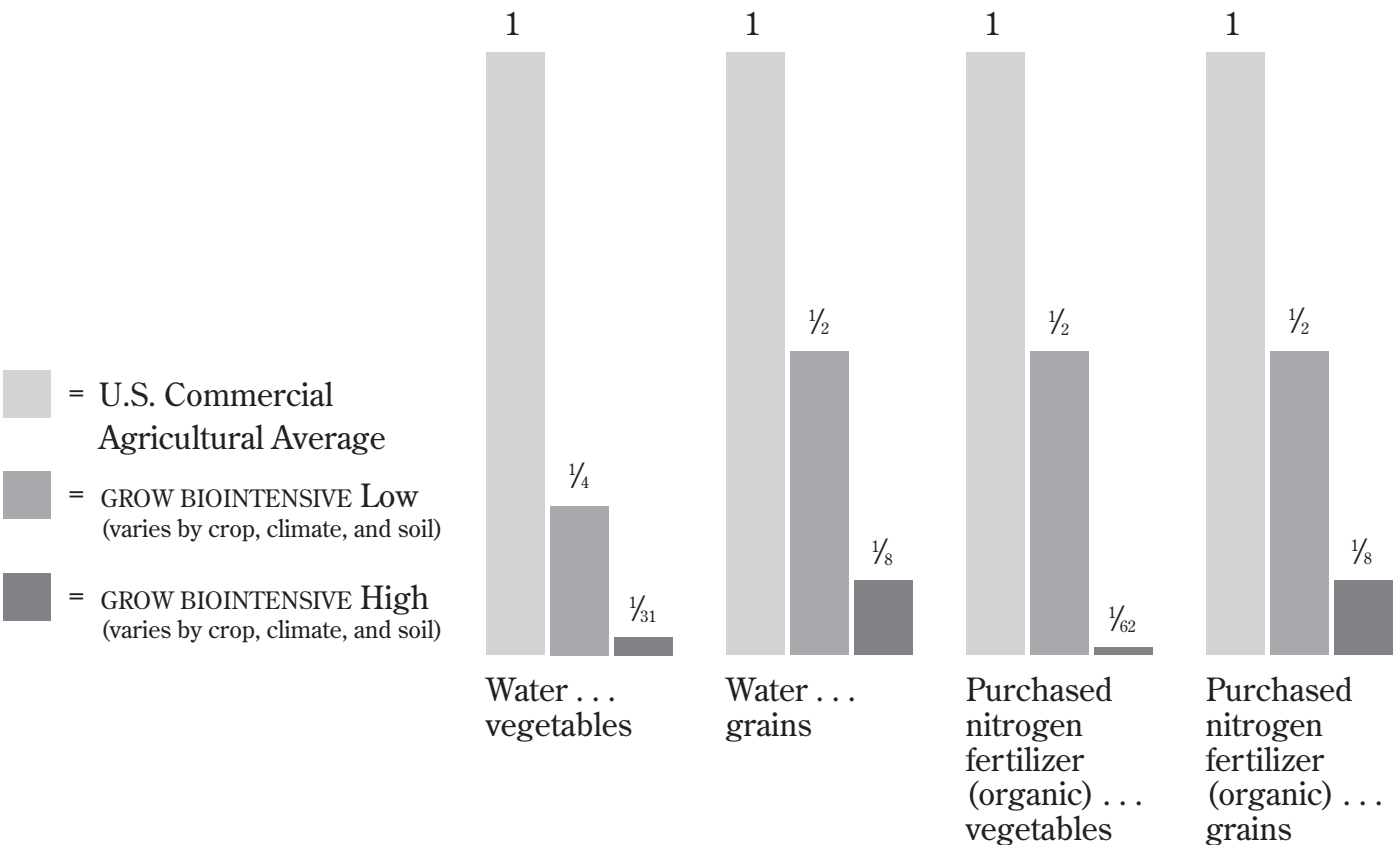 1 1 1 1
½ ½ ½
= U.S. Commercial
Agricultural Average
¼
= GROW BIOINTENSIVE Low
(varies by crop, climate, and soil)
⅛ ⅛
= GROW BIOINTENSIVE High
(varies by crop, climate, and soil)
1/31 1/62
Water . . .
vegetables
Water . . .
grains
Purchased
nitrogen
fertilizer
(organic) . . .
vegetables
Purchased
nitrogen
fertilizer
(organic) . . .
grains